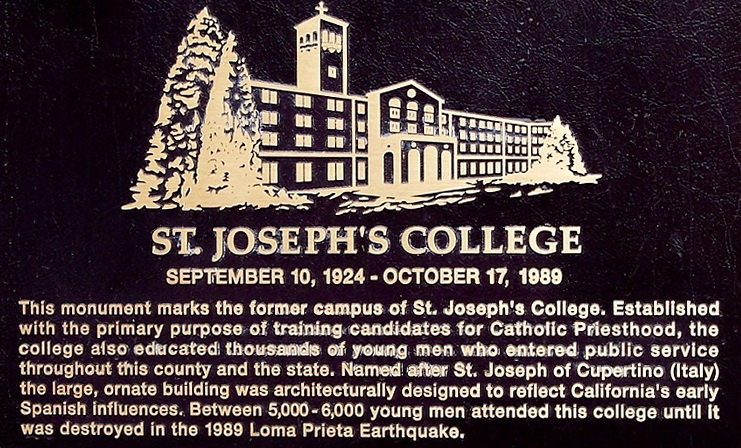 ST. JOSEPH'S COLLEGE
SEPTEMBER 10, 1924 - OCTOBER 17, 1989
This monument marks the former campus of St. Joseph's College. Established
with the primary purpose of training candidates for Catholic Priesthood, the
college also educated thousands of young men who entered public service
throughout this county and the state. Named after St. Joseph of Cupertino (Italy)
the large, ornate building was architecturally designed to reflect California's early
Spanish influences. Between 5,000 - 6,000 young men attended this college until it
was destroyed in the 1989 Loma Prieta Earthquake.